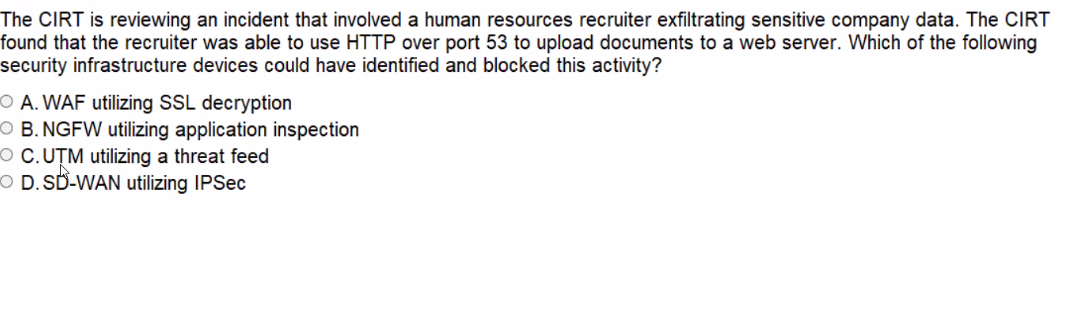 The CIRT is reviewing an incident that involved a human resources recruiter exfiltrating sensitive company data. The CIRT
found that the recruiter was able to use HTTP over port 53 to upload documents to a web server. Which of the following
security infrastructure devices could have identified and blocked this activity?
A. WAF utilizing SSL decryption
B. NGFW utilizing application inspection
C. UTM utilizing a threat feed
D. SD-WAN utilizing IPSec